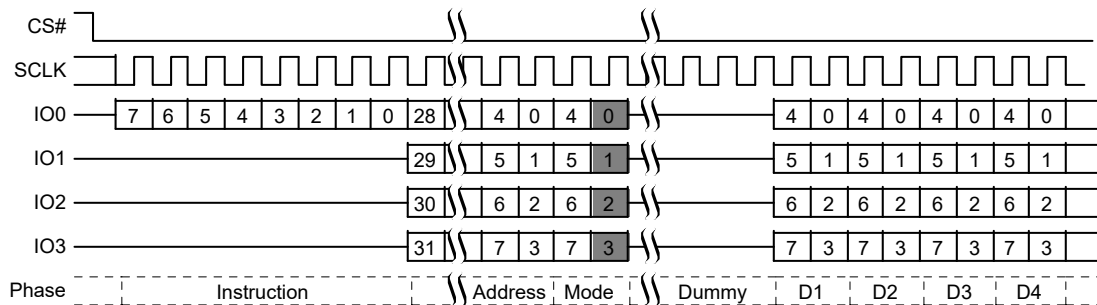 CS#
SCLK
IO0 7 6 5 4 3 2 1 0 28 4 0 4 0 4 0 4 0 4 0 4 0
IO1 29 5 1 5 1 5 1 5 1 5 1 5 1
IO2 30 6 2 6 2 6 2 6 2 6 2 6 2
IO3 31 7 3 7 3 7 3 7 3 7 3 7 3
Phase Instruction Address Mode Dummy D1 D2 D3 D4